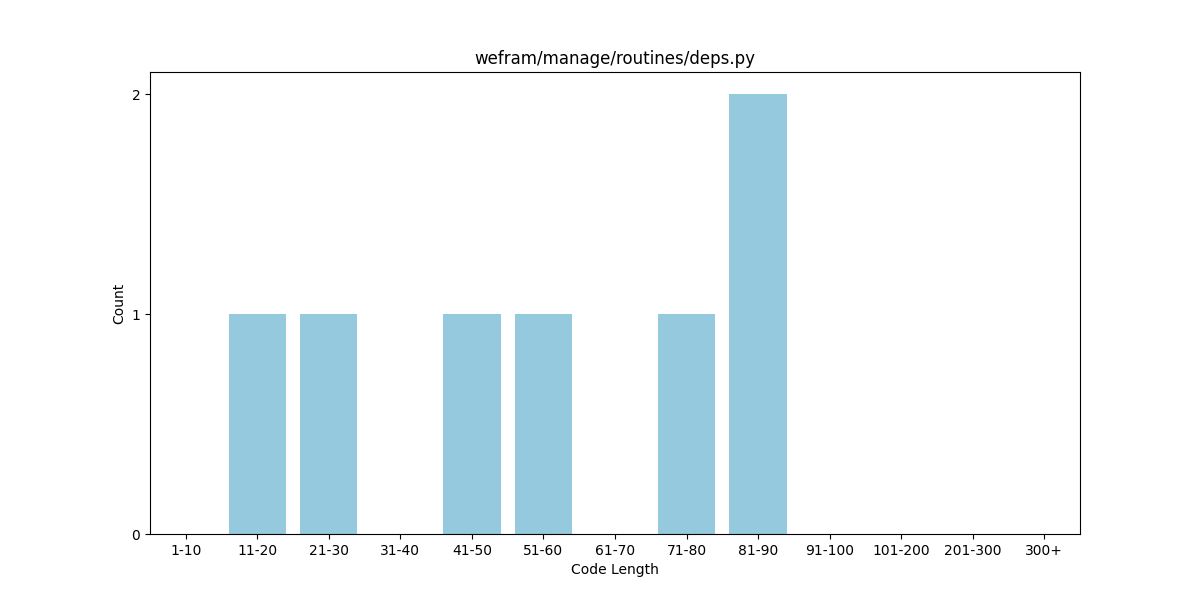 wefram/manage/routines/deps.py
2
1
0
Count
1-10 11-20 21-30 31-40 41-50 51-60 61-70 71-80 81-90 91-100 101-200 201-300 300+
Code Length